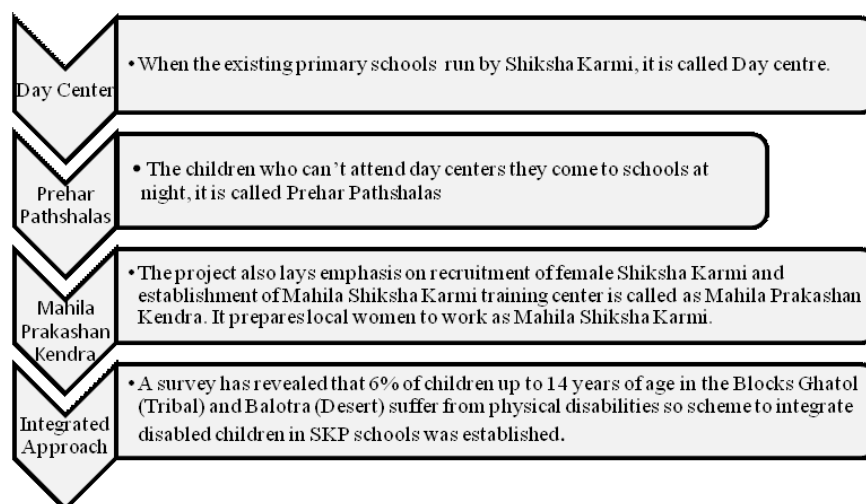 Day Center
• When the existing primary schools run by Shiksha Karmi, it is called Day centre.
Prehar
Pathshalas
• The children who can't attend day centers they come to schools at
night, it is called Prehar Pathshalas
Mahila
Prakashan
Kendra
• The project also lays emphasis on recruitment of female Shiksha Karmi and
establishment of Mahila Shiksha Karmi training center is called as Mahila Prakashan
Kendra. It prepares local women to work as Mahila Shiksha Karmi.
Integrated
Approach
• A survey has revealed that 6% of children up to 14 years of age in the Blocks Ghatol
(Tribal) and Balotra (Desert) suffer from physical disabilities so scheme to integrate
disabled children in SKP schools was established.